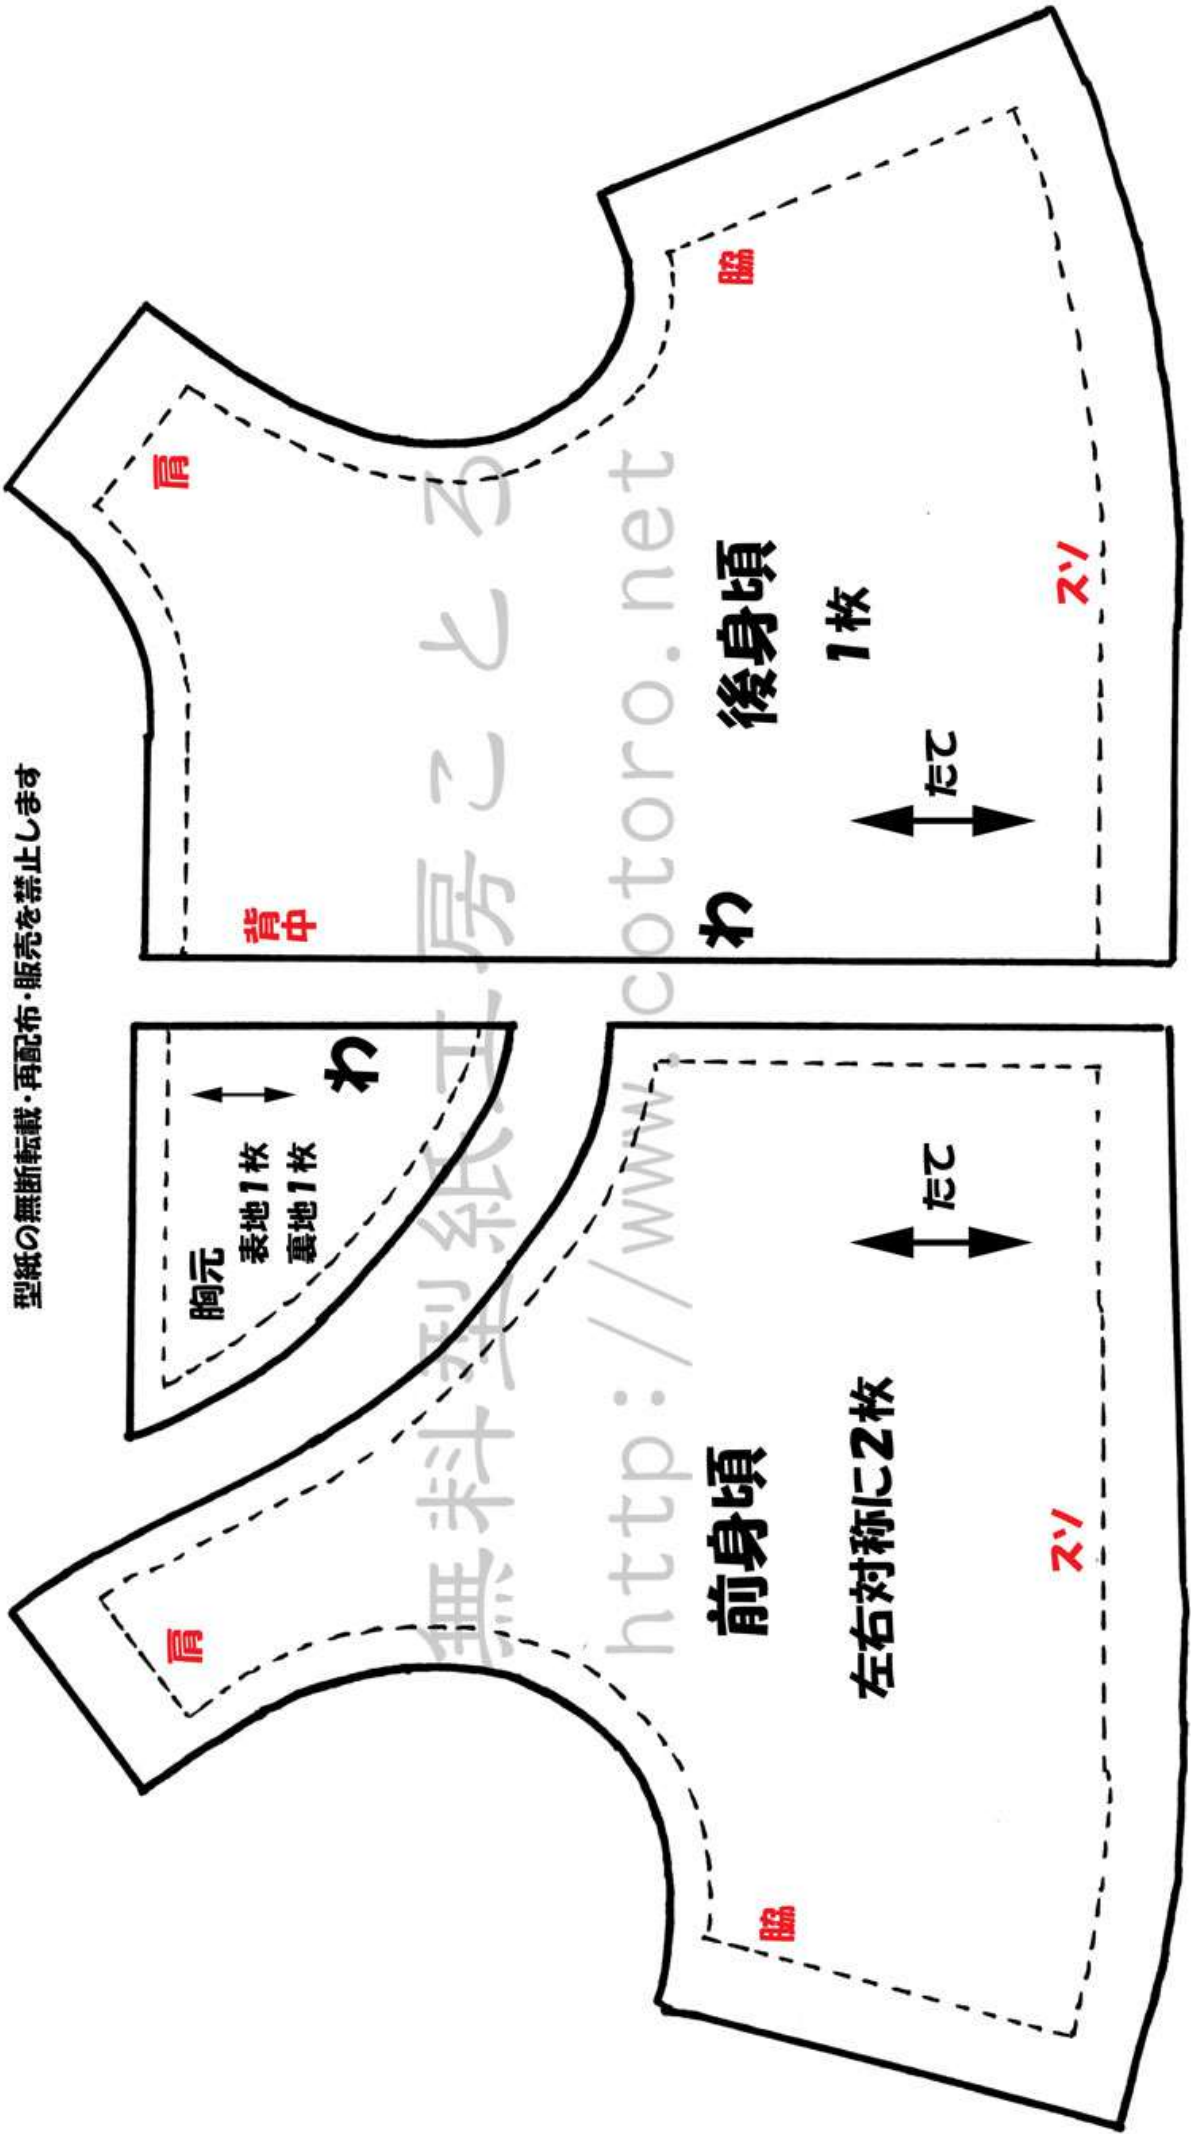 型紙の無断転載・再配布・販売を禁止します
肩
胸元
表地1枚
裏地1枚
わ
背中
肩
無料型紙工房ことろ
http://www.cotoro.net
脇
前身頃
左右対称に2枚
たて
スソ
わ
後身頃
1枚
たて
脇
スソ